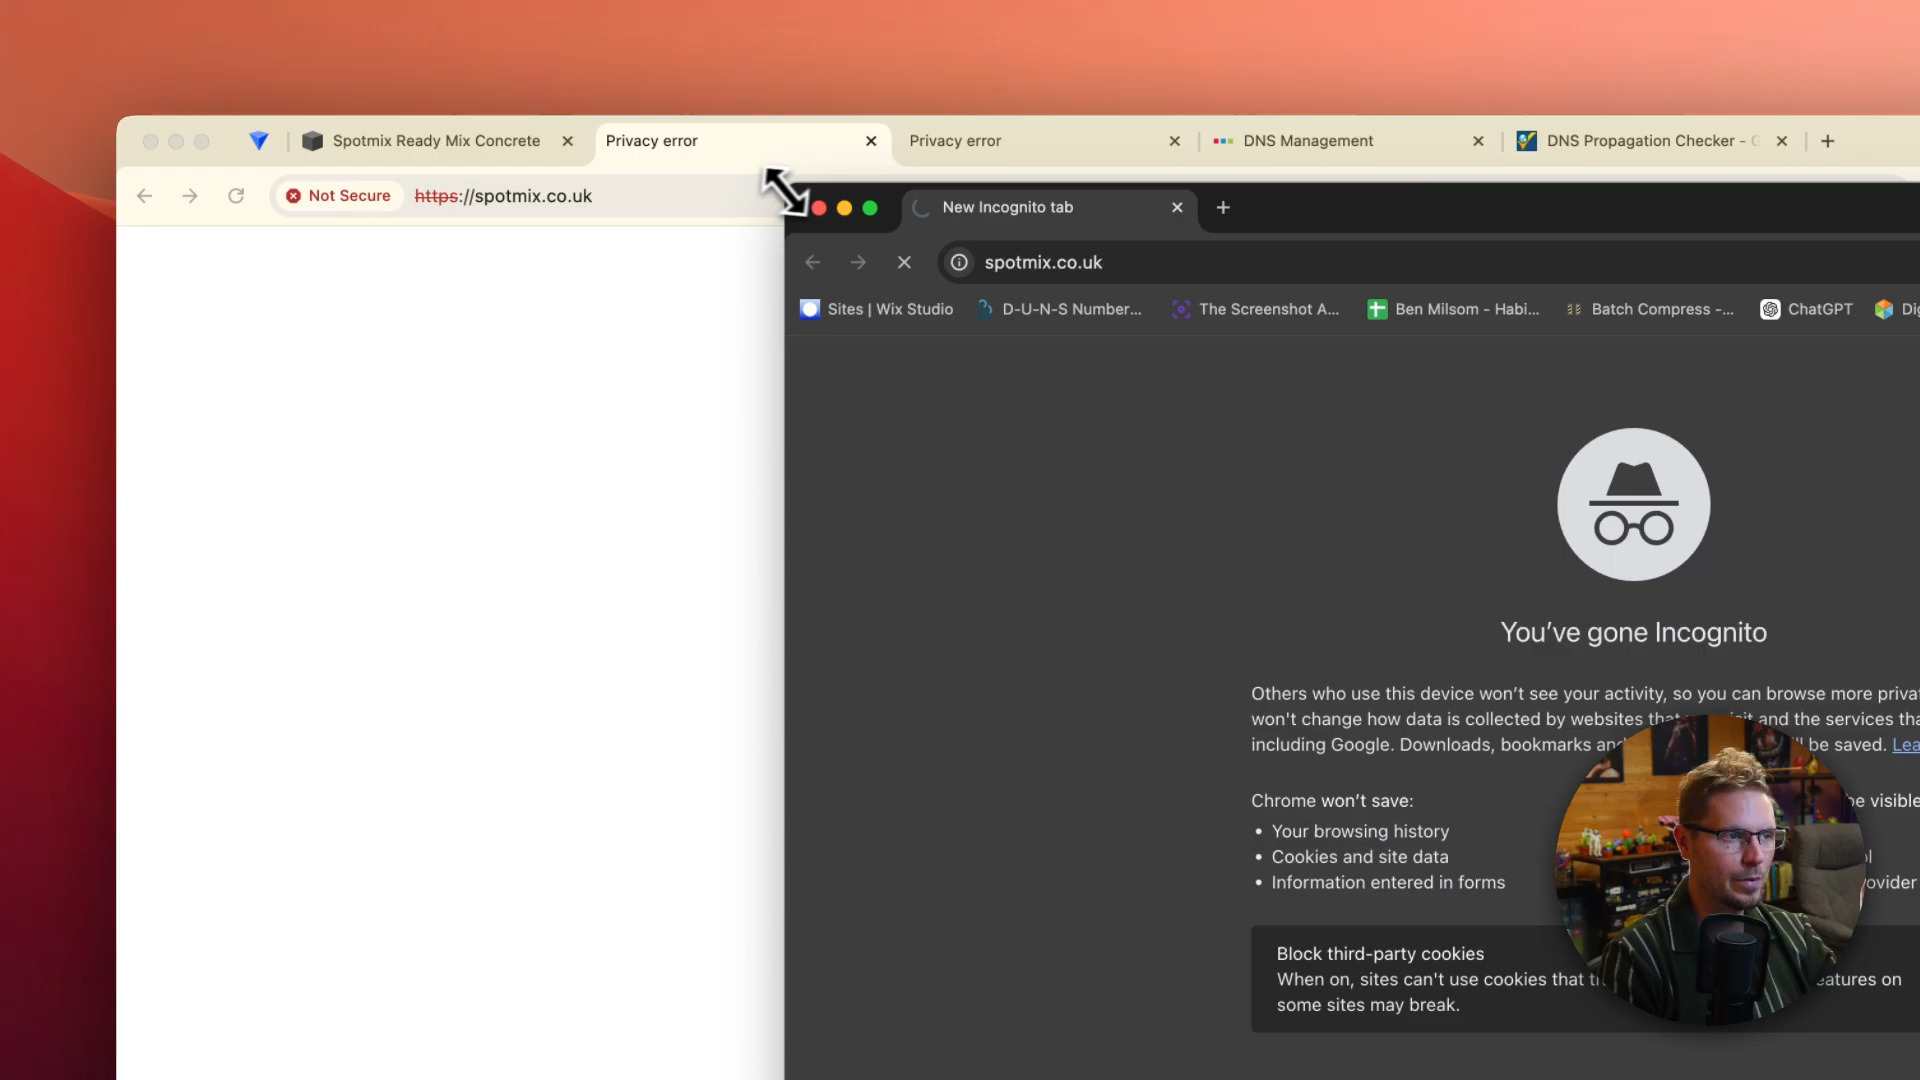 Spotmix Ready Mix Concrete
Privacy error
Privacy error
DNS Management
DNS Propagation Checker -
Not Secure
https://spotmix.co.uk
New Incognito tab
spotmix.co.uk
Sites | Wix Studio
D-U-N-S Number...
The Screenshot A...
Ben Milsom - Habi...
Batch Compress -...
ChatGPT
You've gone Incognito
Others who use this device won't see your activity, so you can browse more
won't change how data is collected by websites and the services
including Google. Downloads, bookmarks be saved.
Chrome won't save:
be visible
Your browsing history
Cookies and site data
Information entered in forms
Block third-party cookies
When on, sites can't use cookies on
some sites may break.